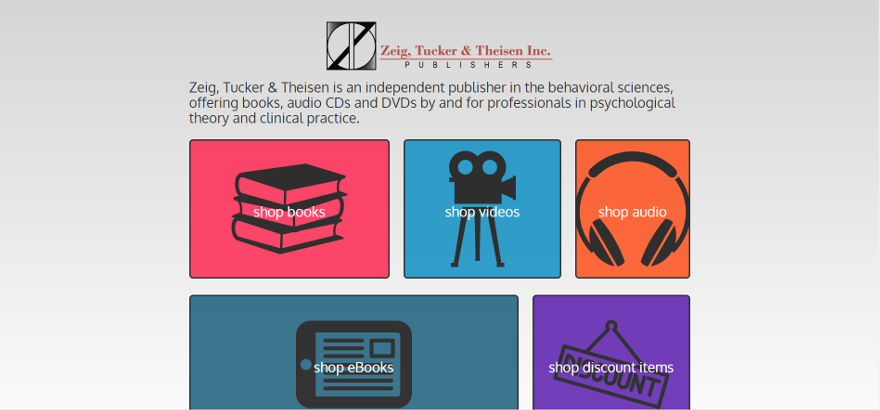 Zeig, Tucker & Theisen Inc.
PUBLISHERS
Zeig, Tucker & Theisen is an independent publisher in the behavioral sciences,
offering books, audio CDs and DVDs by and for professionals in psychological
theory and clinical practice.
shop books
shop videos
shop audio
shop eBooks
shop discount items
DISCOUNT